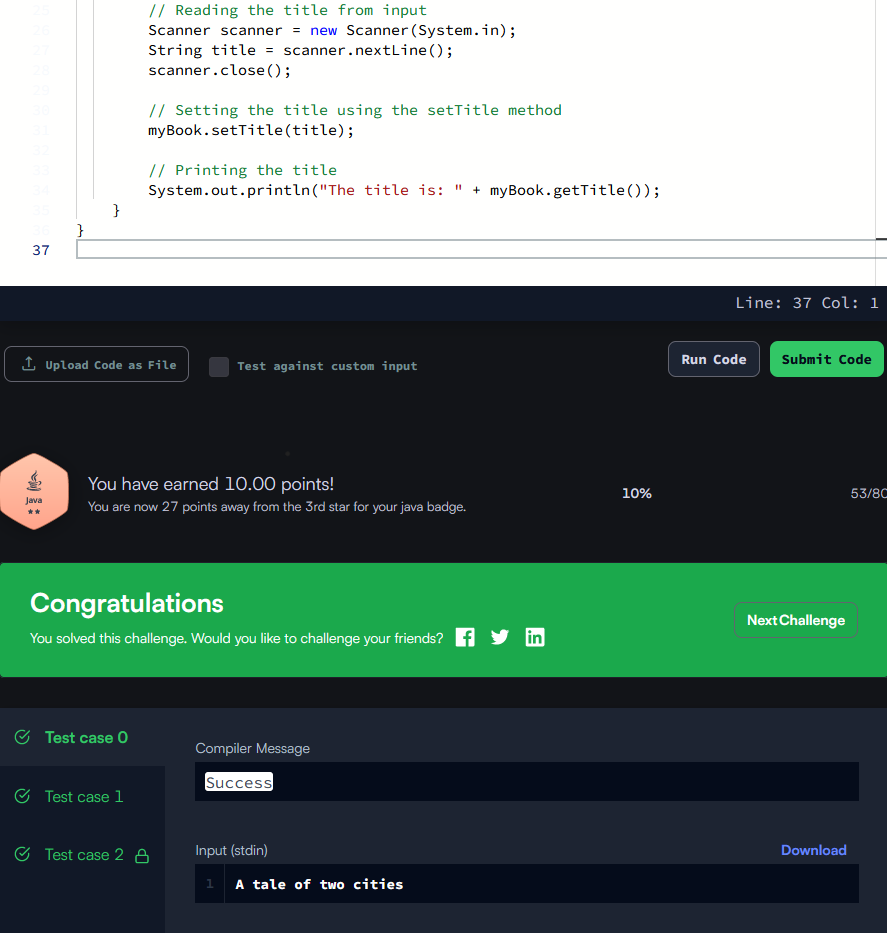 25 // Reading the title from input
26 Scanner scanner = new Scanner(System.in);
27 String title = scanner.nextLine();
28 scanner.close();
29
30 // Setting the title using the setTitle method
31 myBook.setTitle(title);
32
33 // Printing the title
34 System.out.println("The title is: " + myBook.getTitle());
35 }
36 }
37
Line: 37 Col: 1
Upload Code as File
Test against custom input
Run Code
Submit Code
Java
★★
You have earned 10.00 points!
You are now 27 points away from the 3rd star for your java badge.
10%
53/80
Congratulations
You solved this challenge. Would you like to challenge your friends?
Next Challenge
Test case 0
Test case 1
Test case 2
Compiler Message
Success
Input (stdin)
Download
1 A tale of two cities